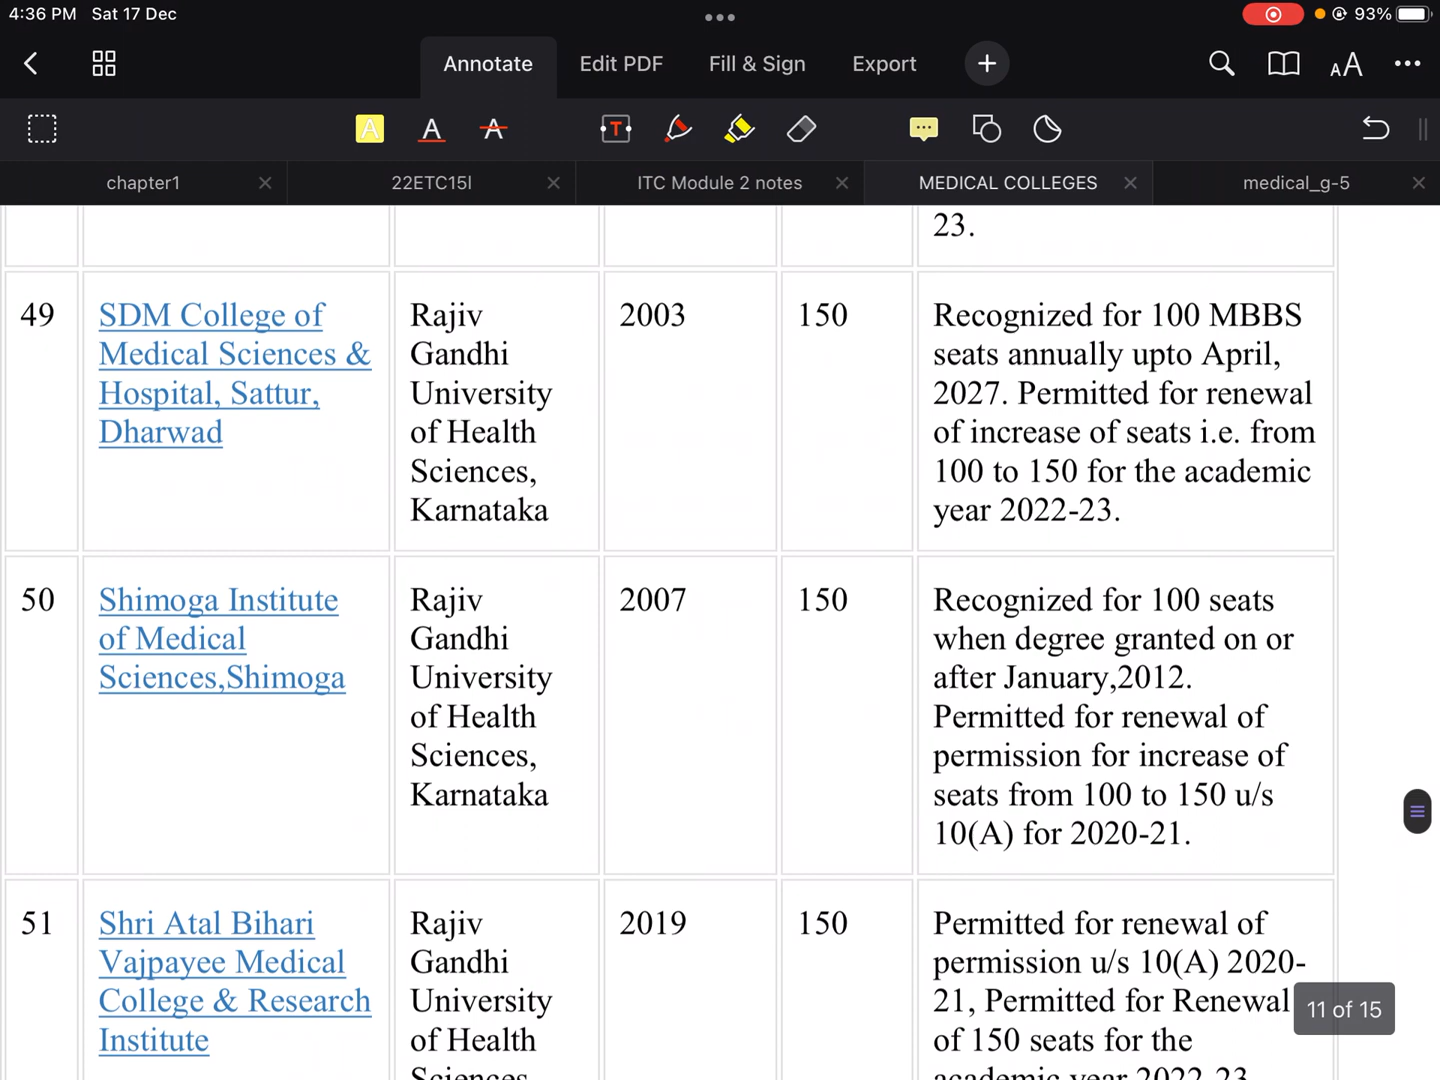 4:36 PM Sat 17 Dec
93%
Annotate Edit PDF Fill & Sign Export
chapter1 22ETC15I ITC Module 2 notes MEDICAL COLLEGES medical_g-5
23.
49 SDM College of Rajiv 2003 150 Recognized for 100 MBBS
Medical Sciences & Gandhi seats annually upto April,
Hospital, Sattur, University 2027. Permitted for renewal
Dharwad of Health of increase of seats i.e. from
Sciences, 100 to 150 for the academic
Karnataka year 2022-23.
50 Shimoga Institute Rajiv 2007 150 Recognized for 100 seats
of Medical Gandhi when degree granted on or
Sciences,Shimoga University after January,2012.
of Health Permitted for renewal of
Sciences, permission for increase of
Karnataka seats from 100 to 150 u/s
10(A) for 2020-21.
51 Shri Atal Bihari Rajiv 2019 150 Permitted for renewal of
Vajpayee Medical Gandhi permission u/s 10(A) 2020-
College & Research University 21, Permitted for Renewal
Institute of Health of 150 seats for the
Sciences academic year 2022-23
11 of 15